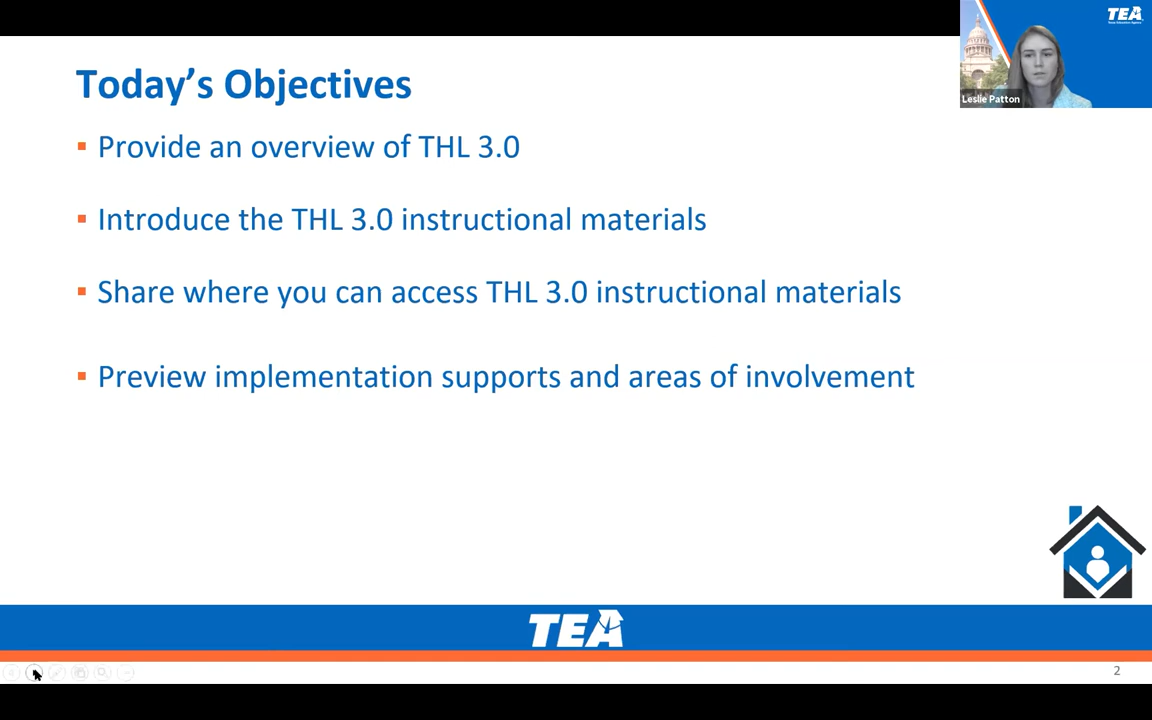 TEA
Leslie Patton
Today's Objectives
Provide an overview of THL 3.0
Introduce the THL 3.0 instructional materials
Share where you can access THL 3.0 instructional materials
Preview implementation supports and areas of involvement
TEA
2